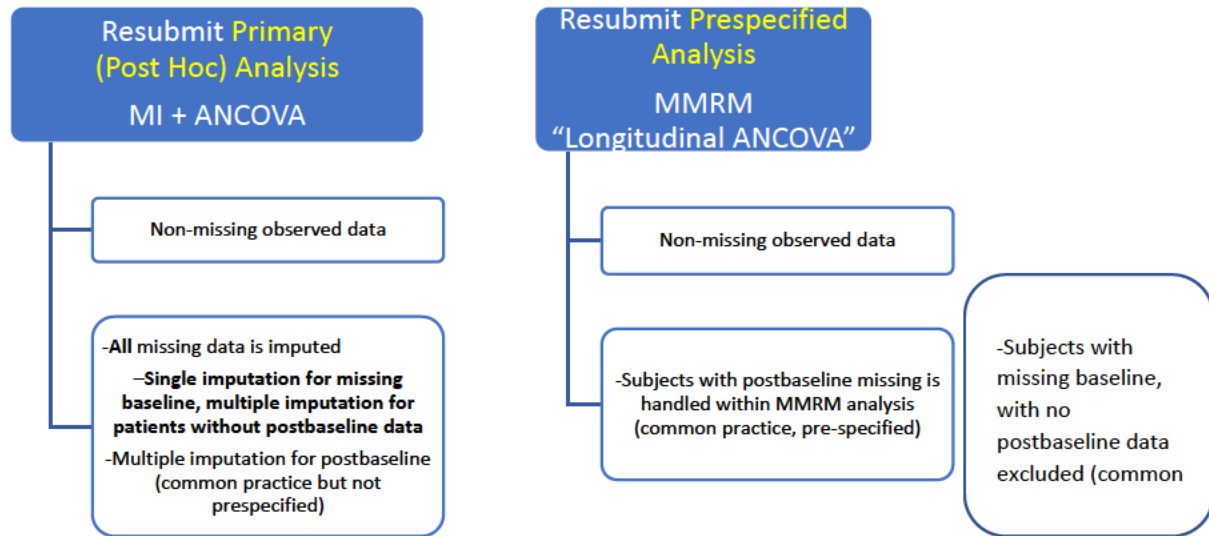 Resubmit Primary
(Post Hoc) Analysis
MI + ANCOVA
Non-missing observed data
-All missing data is imputed
–Single imputation for missing
baseline, multiple imputation for
patients without postbaseline data
-Multiple imputation for postbaseline
(common practice but not
prespecified)
Resubmit Prespecified
Analysis
MMRM
“Longitudinal ANCOVA”
Non-missing observed data
-Subjects with postbaseline missing is
handled within MMRM analysis
(common practice, pre-specified)
-Subjects with
missing baseline,
with no
postbaseline data
excluded (common